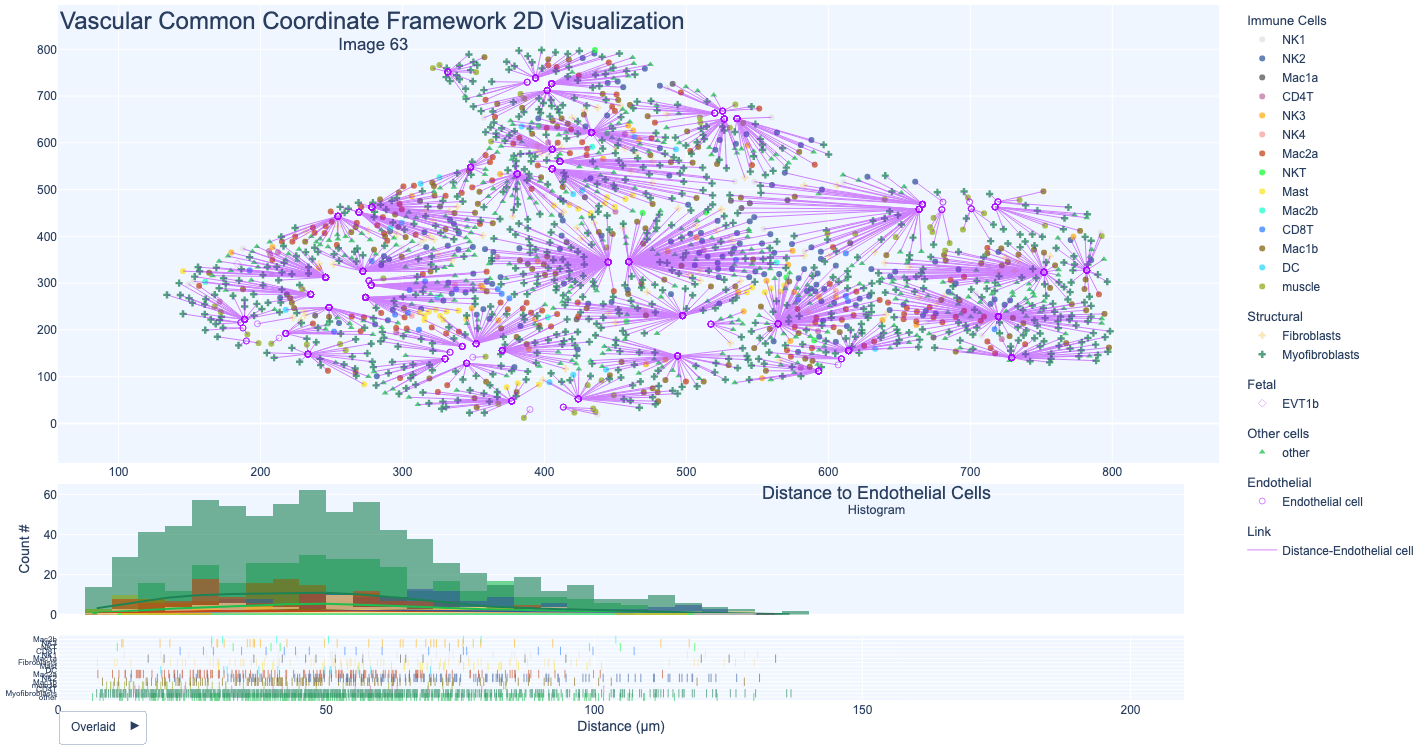 Vascular Common Coordinate Framework 2D Visualization
Image 63
800
700
600
500
400
300
200
100
0
100 200 300 400 500 600 700 800
Immune Cells
NK1
NK2
Mac1a
CD4T
NK3
NK4
Mac2a
NKT
Mast
Mac2b
CD8T
Mac1b
DC
muscle
Structural
Fibroblasts
Myofibroblasts
Fetal
EVT1b
Other cells
other
Endothelial
Endothelial cell
Link
Distance-Endothelial cell
Distance to Endothelial Cells
Histogram
Count #
60
40
20
0
Mac2b
NKT
CD8T
Fibroblasts
Myofibroblasts
0 50 100 150 200
Distance (μm)
Overlaid ►